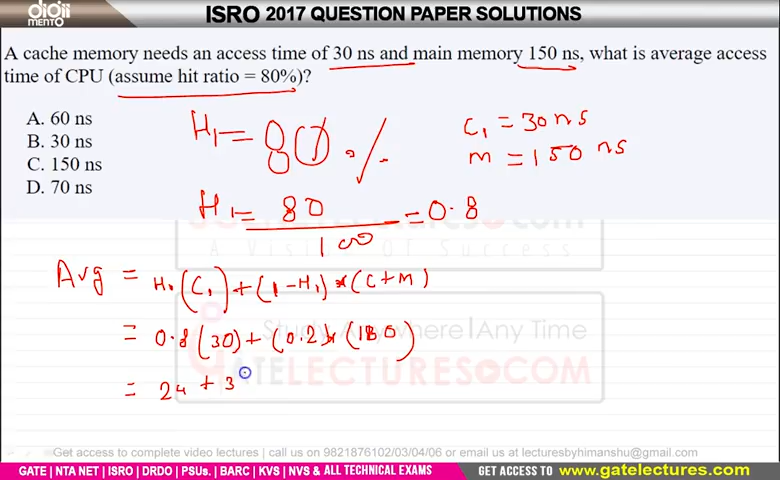 digii
MENTO
ISRO 2017 QUESTION PAPER SOLUTIONS
A cache memory needs an access time of 30 ns and main memory 150 ns, what is average access
time of CPU (assume hit ratio = 80%)?
A. 60 ns
B. 30 ns
C. 150 ns
D. 70 ns
H1 = 80 %
C1 = 30 ns
m = 150 ns
H1 = 80/100 = 0.8
A Vision Of Success
Avg = H1 (C1) + (1 - H1) * (C + M)
= 0.8 (30) + (0.2) * (180)
Study Anywhere | Any Time
GATELECTURES.COM
= 24 + 3
Get access to complete video lectures | call us on 9821876102/03/04/06 or email us at lecturesbyhimanshu@gmail.com
GATE | NTA NET | ISRO | DRDO | PSUs. | BARC | KVS | NVS & ALL TECHNICAL EXAMS GET ACCESS TO www.gatelectures.com